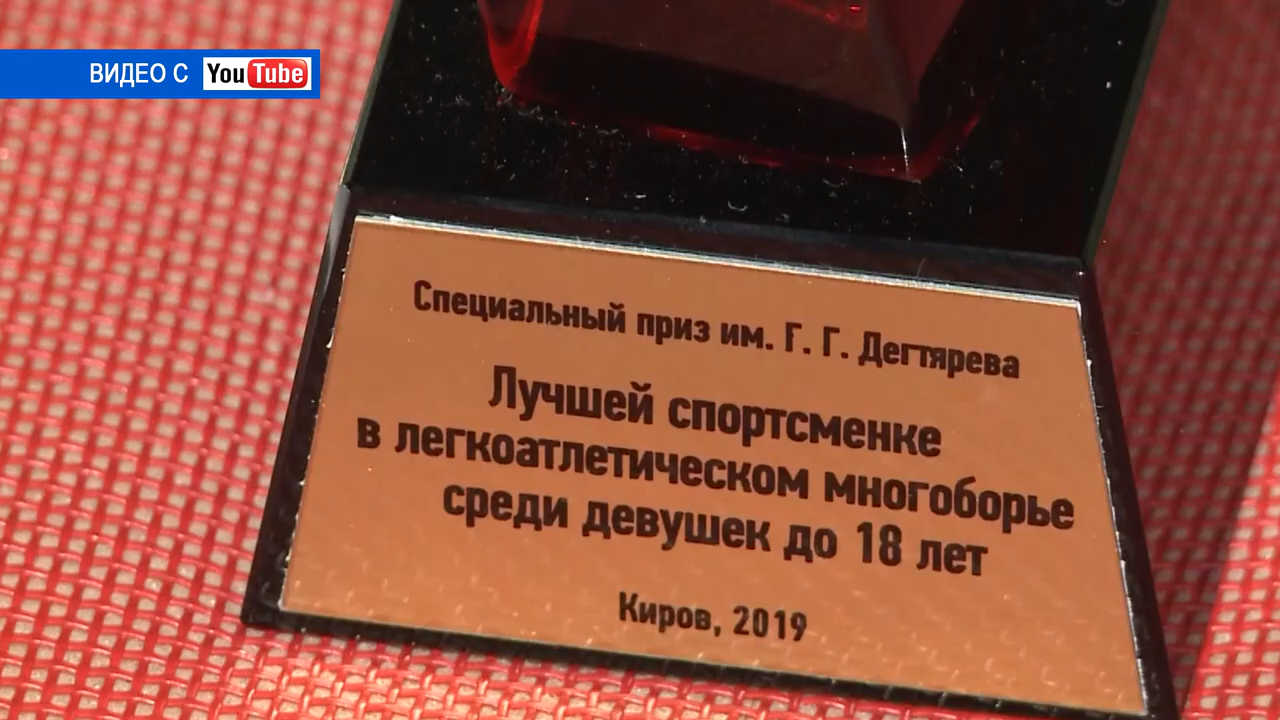 ВИДЕО С YouTube
Специальный приз им. Г. Г. Дегтярева
Лучшей спортсменке
в легкоатлетическом многоборье
среди девушек до 18 лет
Киров, 2019